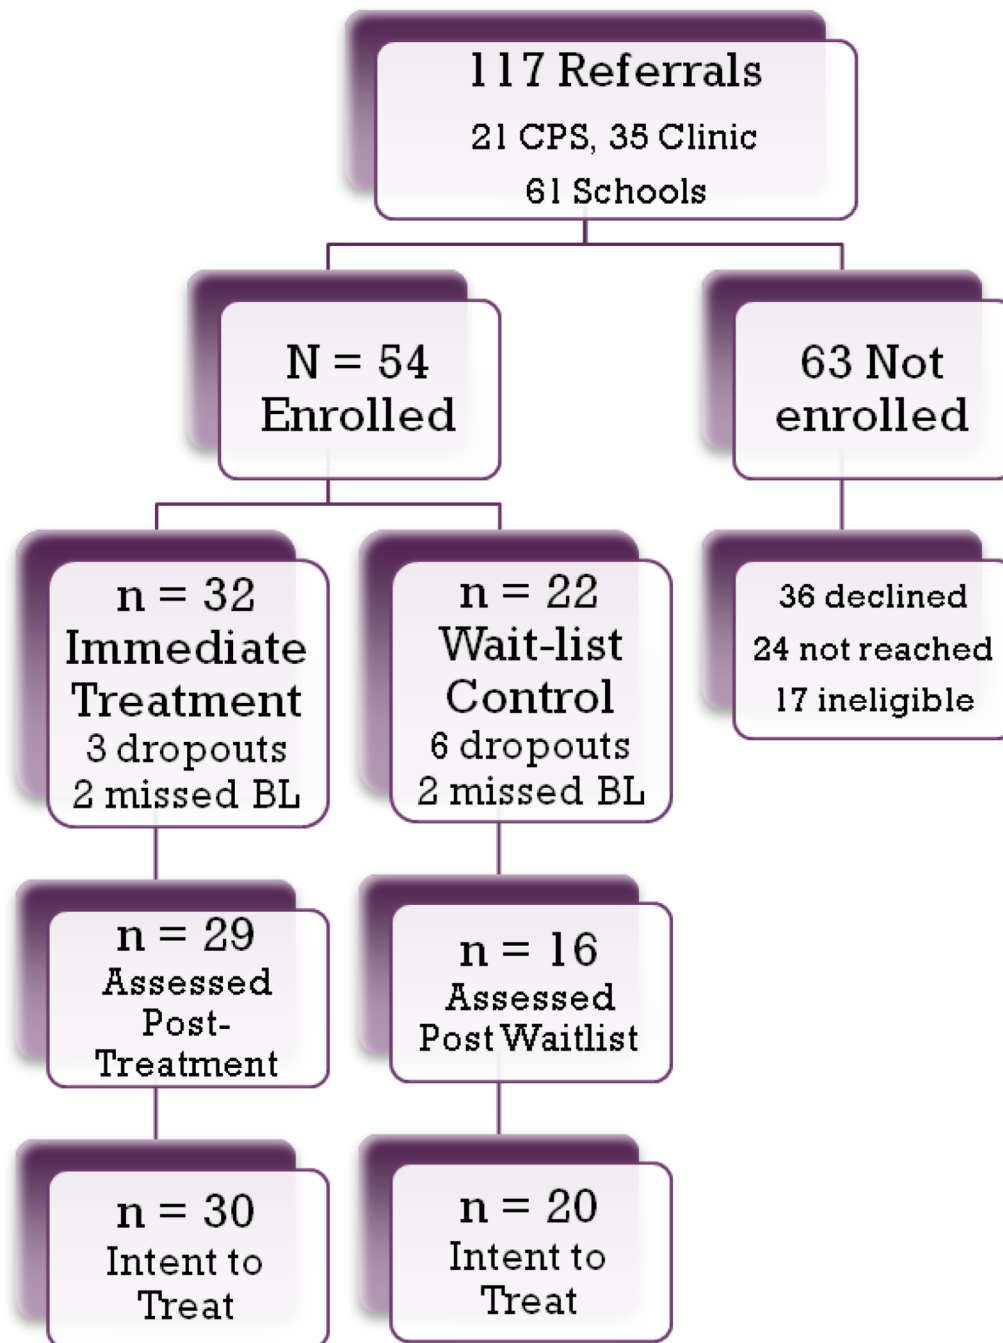 117 Referrals
21 CPS, 35 Clinic
61 Schools
N = 54
Enrolled
63 Not
enrolled
n = 32
Immediate
Treatment
3 dropouts
2 missed BL
n = 22
Wait-list
Control
6 dropouts
2 missed BL
36 declined
24 not reached
17 ineligible
n = 29
Assessed
Post-
Treatment
n = 16
Assessed
Post Waitlist
n = 30
Intent to
Treat
n = 20
Intent to
Treat